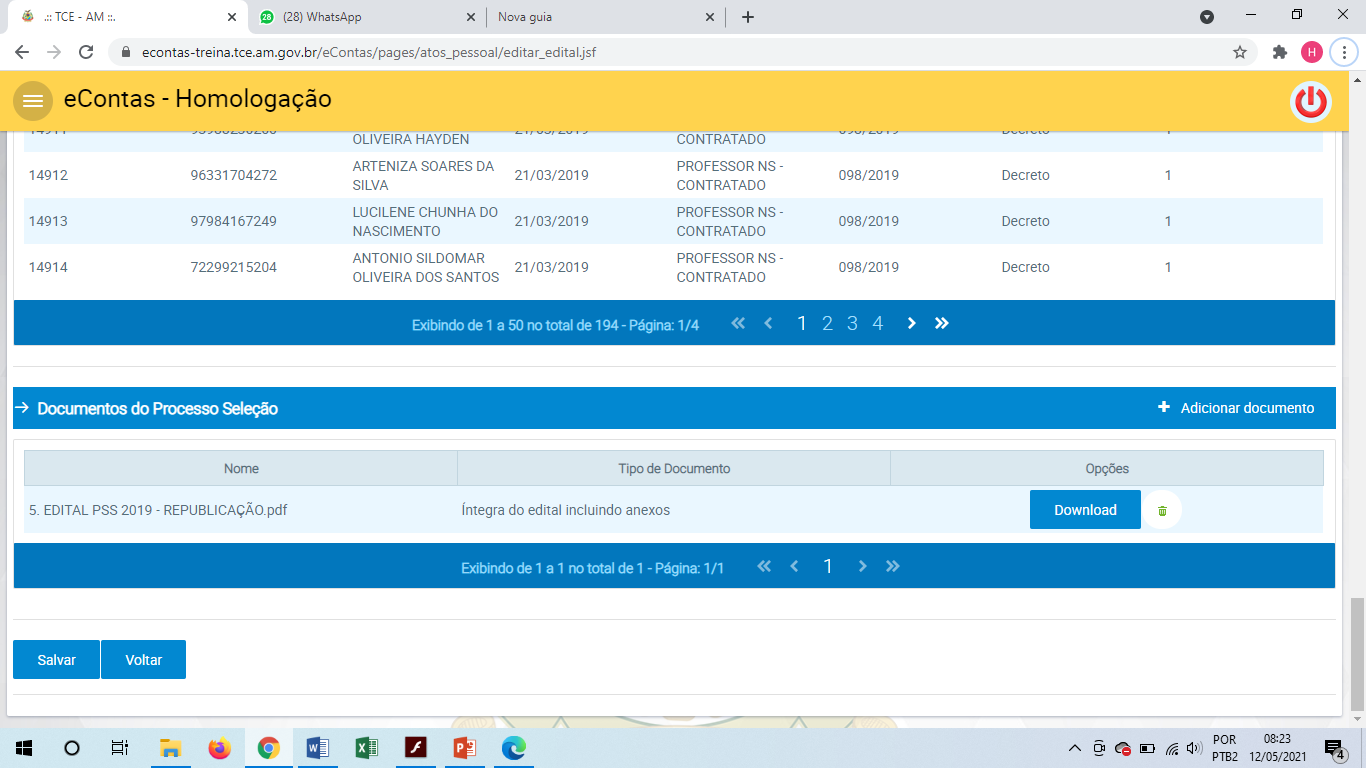 .:: TCE - AM ::.
(28) WhatsApp
Nova guia
econtas-treina.tce.am.gov.br/eContas/pages/atos_pessoal/editar_edital.jsf
H
eContas - Homologação
OLIVEIRA HAYDEN CONTRATADO
14912 96331704272 ARTENIZA SOARES DA SILVA 21/03/2019 PROFESSOR NS - CONTRATADO 098/2019 Decreto 1
14913 97984167249 LUCILENE CHUNHA DO NASCIMENTO 21/03/2019 PROFESSOR NS - CONTRATADO 098/2019 Decreto 1
14914 72299215204 ANTONIO SILDOMAR OLIVEIRA DOS SANTOS 21/03/2019 PROFESSOR NS - CONTRATADO 098/2019 Decreto 1
Exibindo de 1 a 50 no total de 194 - Página: 1/4 1 2 3 4
Documentos do Processo Seleção
Adicionar documento
Nome Tipo de Documento Opções
5. EDITAL PSS 2019 - REPUBLICAÇÃO.pdf Íntegra do edital incluindo anexos Download
Exibindo de 1 a 1 no total de 1 - Página: 1/1 1
Salvar Voltar
POR 08:23
PTB2 12/05/2021 4